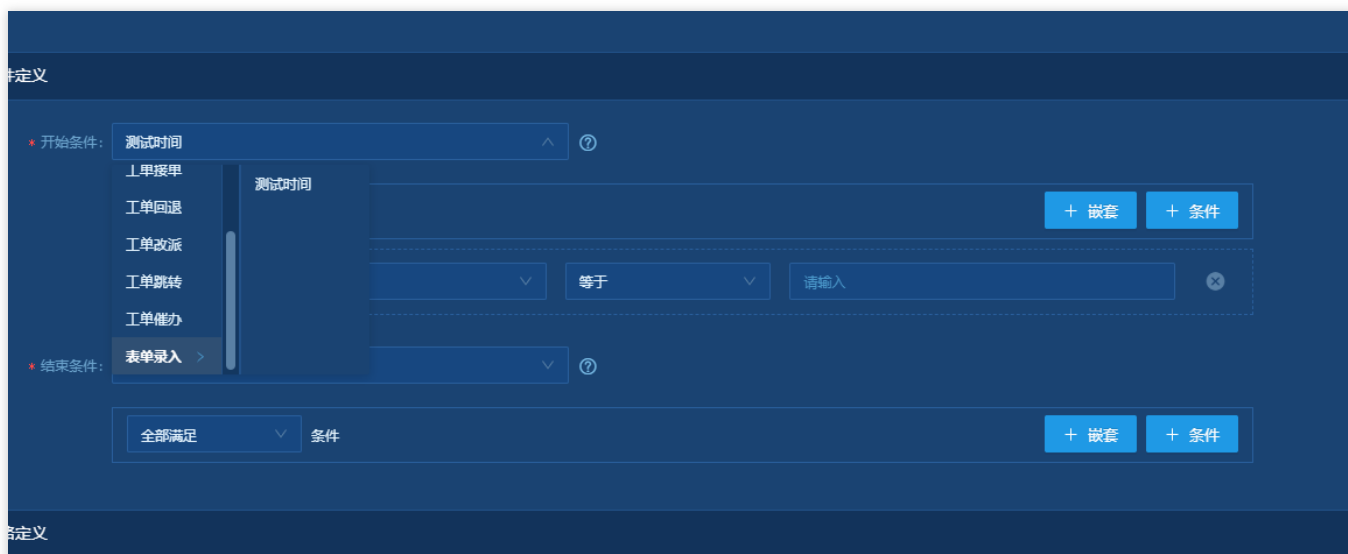 件定义
* 开始条件: 测试时间
工单接单
测试时间
工单回退
+ 嵌套 + 条件
工单改派
工单跳转
等于 请输入
工单催办
表单录入 >
* 结束条件:
全部满足 条件 + 嵌套 + 条件
定义